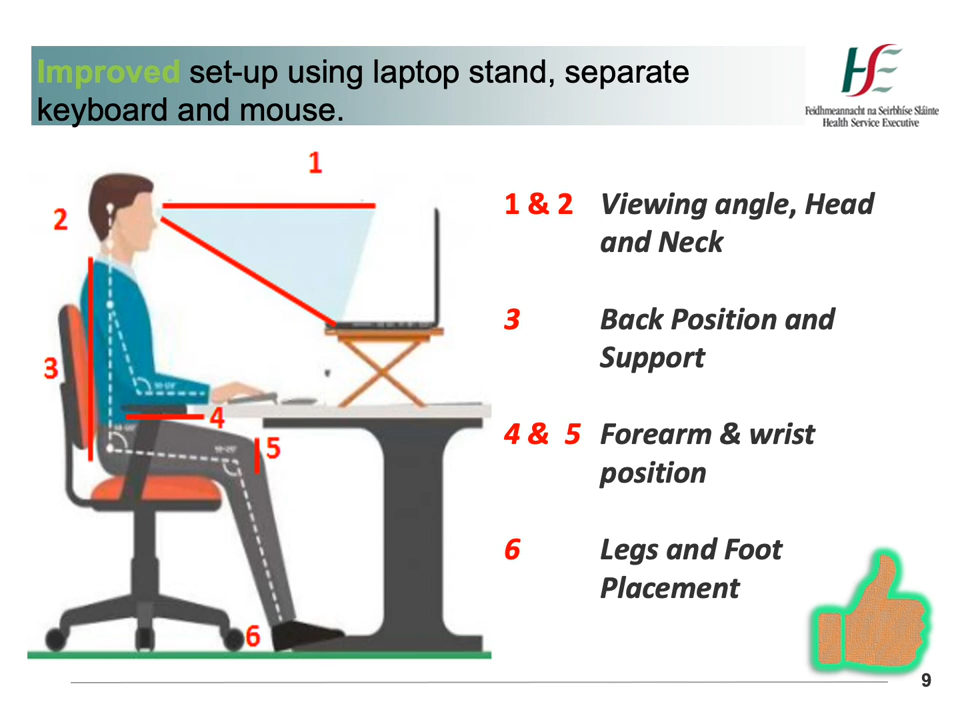 Improved set-up using laptop stand, separate
keyboard and mouse.
Feidhmeannacht na Seirbhíse Sláinte
Health Service Executive
1
2
3
4
5
6
1 & 2 Viewing angle, Head
and Neck
3 Back Position and
Support
4 & 5 Forearm & wrist
position
6 Legs and Foot
Placement
9